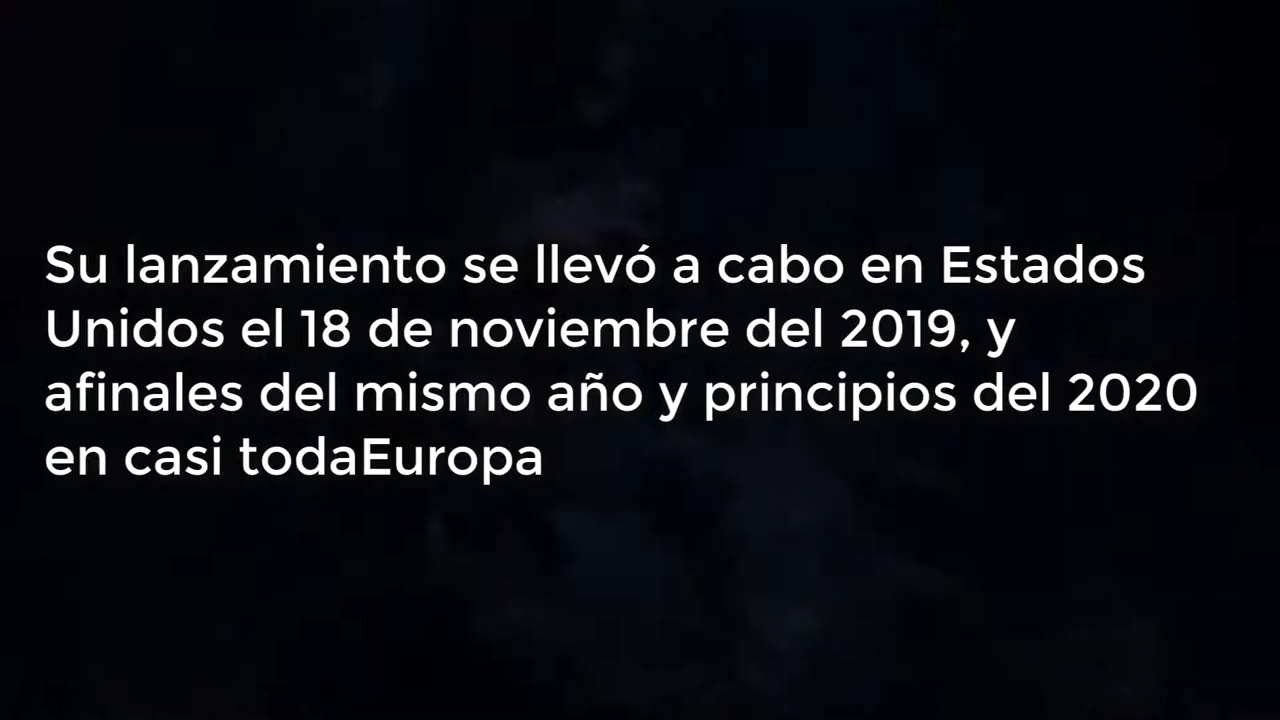 Su lanzamiento se llevó a cabo en Estados
Unidos el 18 de noviembre del 2019, y
afinales del mismo año y principios del 2020
en casi todaEuropa